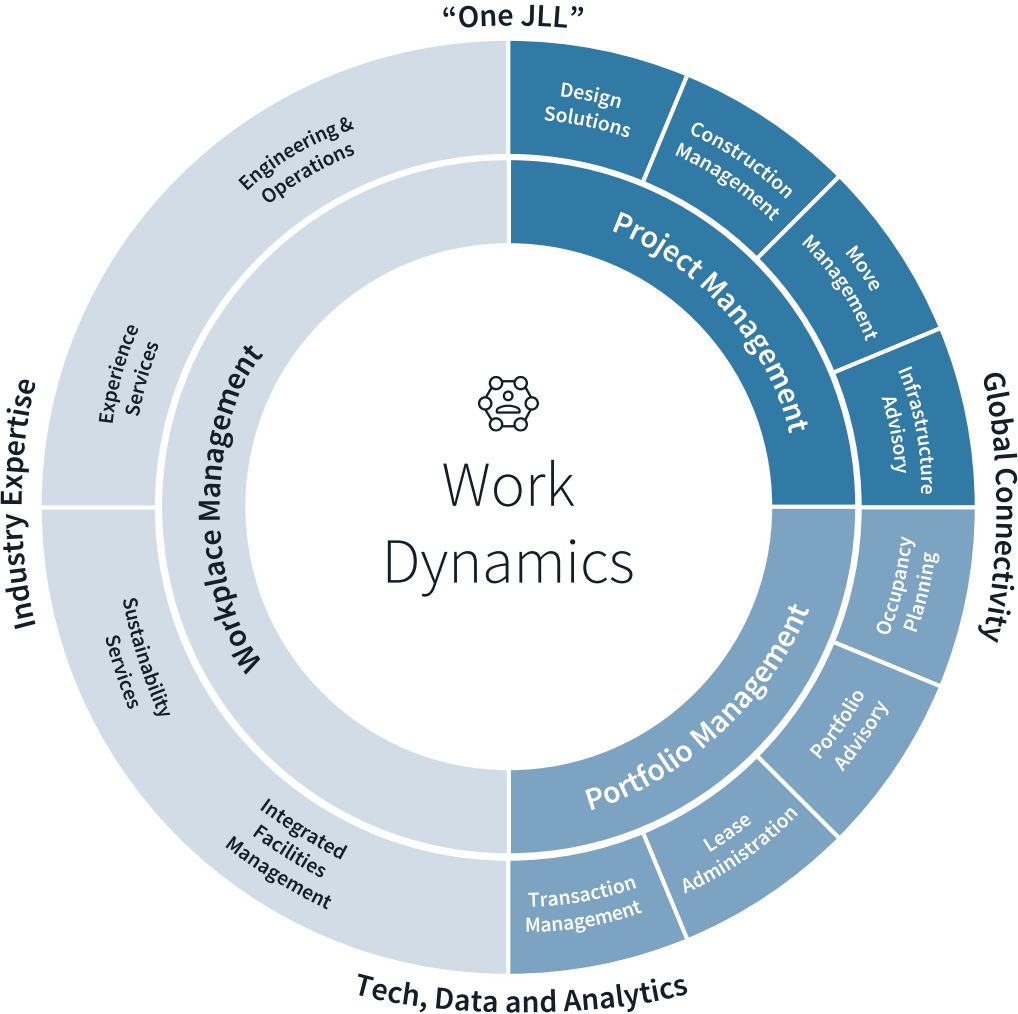 “One JLL”
Design
Solutions
Construction
Management
Move
Management
Infrastructure
Advisory
Project Management
Global Connectivity
Occupancy
Planning
Portfolio
Advisory
Lease
Administration
Transaction
Management
Portfolio Management
Tech, Data and Analytics
Integrated
Facilities
Management
Sustainability
Services
Experience
Services
Engineering &
Operations
Workplace Management
Industry Expertise
Work
Dynamics